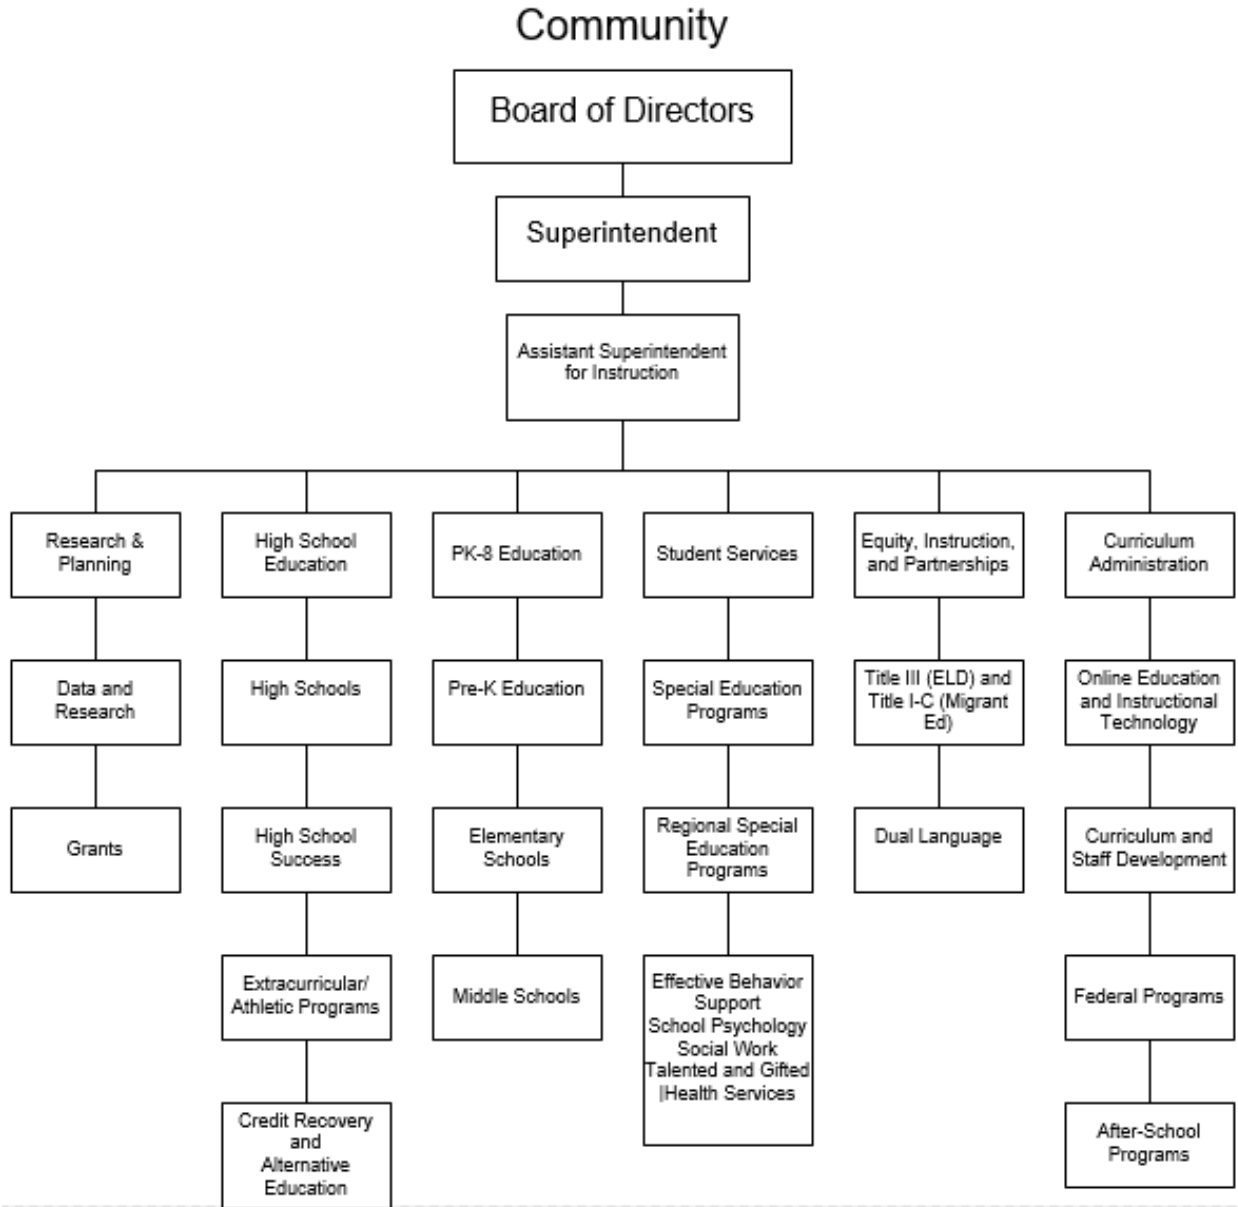 Community
Board of Directors
Superintendent
Assistant Superintendent
for Instruction
Research &
Planning
High School
Education
PK-8 Education
Student Services
Equity, Instruction,
and Partnerships
Curriculum
Administration
Data and
Research
High Schools
Pre-K Education
Special Education
Programs
Title III (ELD) and
Title I-C (Migrant
Ed)
Online Education
and Instructional
Technology
Grants
High School
Success
Elementary
Schools
Regional Special
Education
Programs
Dual Language
Curriculum and
Staff Development
Extracurricular/
Athletic Programs
Middle Schools
Effective Behavior
Support
School Psychology
Social Work
Talented and Gifted
|Health Services
Federal Programs
Credit Recovery
and
Alternative
Education
After-School
Programs